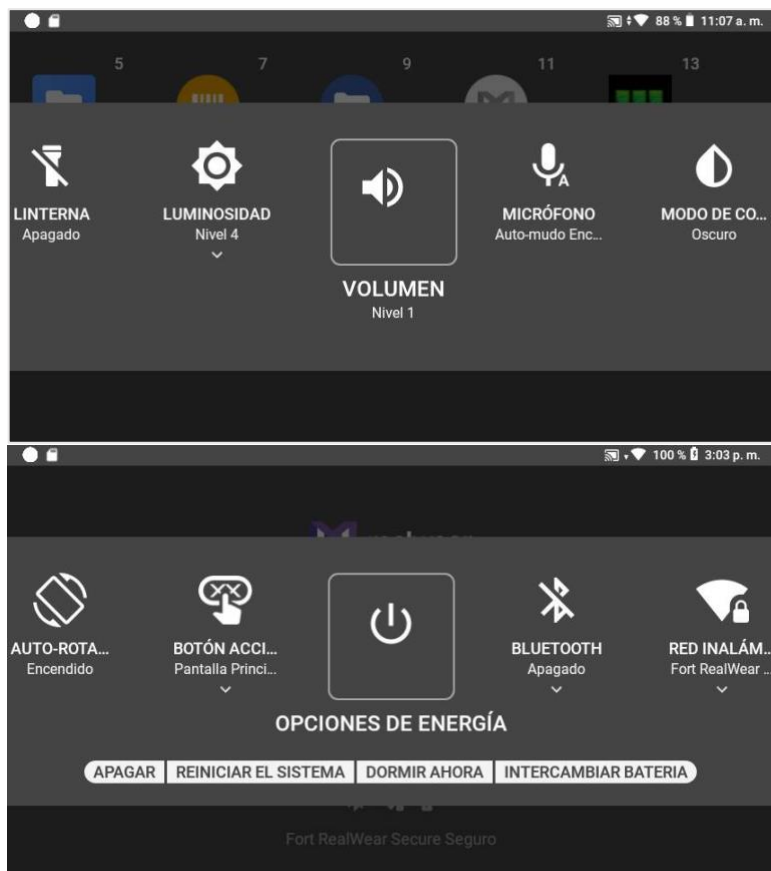 88 % 11:07 a. m.
5 7 9 11 13
LINTERNA
Apagado
LUMINOSIDAD
Nivel 4
VOLUMEN
Nivel 1
MICRÓFONO
Auto-mudo Enc...
MODO DE CO...
Oscuro
100 % 3:03 p. m.
AUTO-ROTA...
Encendido
BOTÓN ACCI...
Pantalla Princi...
OPCIONES DE ENERGÍA
BLUETOOTH
Apagado
RED INALÁM...
Fort RealWear ...
APAGAR REINICIAR EL SISTEMA DORMIR AHORA INTERCAMBIAR BATERIA
Fort RealWear Secure Seguro